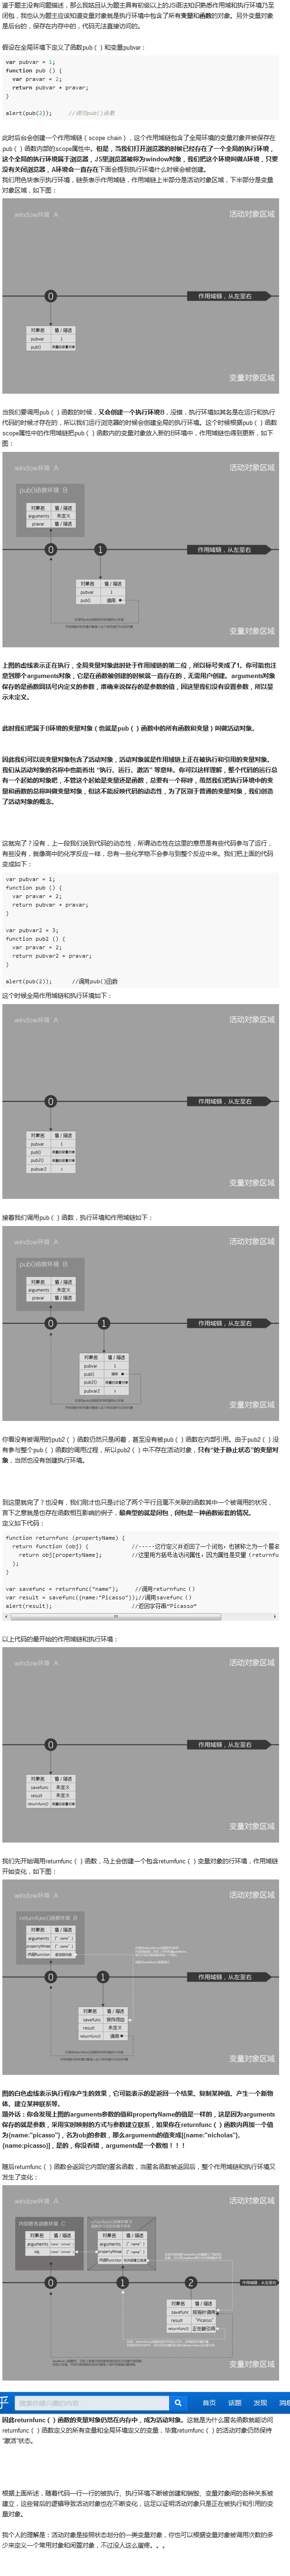 鉴于题主没有问题描述，那么我姑且认为题主具有初级以上的JS语法知识熟悉作用域和执行环境乃至
闭包，我也认为题主应该知道变量对象就是执行环境中包含了所有变量和函数的对象。另外变量对象
是后台的，保存在内存中的，代码无法直接访问的。
假设在全局环境下定义了函数pub（）和变量pubvar：
var pubvar = 1;
function pub () {
var pravar = 2;
return pubvar + pravar;
}
alert(pub(2)); //调用pub()函数
此时后台会创建一个作用域链（scope chain），这个作用域链包含了全局环境的变量对象并被保存在
pub（）函数内部的scope属性中。但是，当我们打开浏览器的时候已经存在了一个全局的执行环境，
这个全局的执行环境属于浏览器，JS里浏览器被称为window对象，我们把这个环境叫做A环境，只要
没有关闭浏览器，A环境会一直存在下面会提到执行环境什么时候会被创建。
我们用色块表示执行环境，链条表示作用域链，作用域链上半部分是活动对象区域，下半部分是变量
对象区域，如下图：
window环境 A
活动对象区域
0
作用域链，从左至右
对象名 值 / 描述
pubvar 1
pub()
变量对象区域
当我们要调用pub（）函数的时候，又会创建一个执行环境B，没错，执行环境如其名是在运行和执行
代码的时候才存在的，所以我们运行浏览器的时候会创建全局的执行环境。这个时候根据pub（）函数
scope属性中的作用域链把pub（）函数内的变量对象放入新的B环境中，作用域链也得到更新，如下
图：
window环境 A
活动对象区域
pub()函数环境 B
对象名 值 / 描述
arguments 未定义
pravar 值 / 描述
0
1
作用域链，从左至右
对象名 值 / 描述
pubvar 1
pub() 调用
变量对象区域
上图的虚线表示正在执行，全局变量对象此时处于作用域链的第二位，所以标号变成了1。你可能也注
意到那个arguments对象，它是在函数被创建的时候就一直存在的，无需用户创建。arguments对象
保存的是函数圆括号内定义的参数，准确来说保存的是参数的值，因这里我们没有设置参数，所以显
示未定义。
此时我们把属于B环境的变量对象（也就是pub（）函数中的所有函数和变量）叫做活动对象。
因此我们可以说变量对象包含了活动对象，活动对象就是作用域链上正在被执行和引用的变量对象。
我们从活动对象的名称中也能看出 “执行、运行、激活” 等意味。你可以这样理解，整个代码的运行总
有一个起始的对象吧，不管这个起始是变量还是函数，总要有一个称呼，虽然我们把执行环境中的变
量和函数的总称叫做变量对象，但这不能反映代码的动态性，为了区别于普通的变量对象，我们创造
了活动对象的概念。
这就完了？没有，上一段我们说到代码的动态性，所谓动态性在这里的意思是有些代码参与了运行，
有些没有，就像高中的化学反应一样，总有一些化学物不会参与到整个反应中来。我们把上面的代码
变成如下：
var pubvar = 1;
function pub () {
var pravar = 2;
return pubvar + pravar;
}
var pubvar2 = 3;
function pub2 () {
var pravar = 2;
return pubvar2 + pravar;
}
alert(pub(2)); //调用pub()函数
这个时候全局作用域链和执行环境如下：
window环境 A
活动对象区域
0
作用域链，从左至右
对象名 值 / 描述
pubvar 1
pub()
pub2()
pubvar2 3
变量对象区域
接着我们调用pub（）函数，执行环境和作用域链如下：
window环境 A
活动对象区域
pub()函数环境 B
对象名 值 / 描述
arguments 未定义
pravar 值 / 描述
0
1
作用域链，从左至右
对象名 值 / 描述
pubvar 1
pub()
pub2()
pubvar2 3
变量对象区域
你看没有被调用的pub2（）函数仍然只是闲着，甚至没有被pub（）函数在内部引用。由于pub2（）没
有参与整个pub（）函数的调用过程，所以pub2（）中不存在活动对象，只有“处于静止状态”的变量对
象，当然也没有创建执行环境。
到这里就完了？也没有，我们刚才也只是讨论了两个平行且毫不关联的函数其中一个被调用的状况，
言下之意就是也存在函数相互影响的例子，最典型的就是闭包，闭包是一种函数嵌套的情况。
定义如下代码：
function returnfunc (propertyName) {
return function (obj) { //-----这行定义并返回了一个闭包，也被称之为一个匿名
return obj[propertyName]; //这里用方括号法访问属性，因为属性是变量（returnfu
};
}
var savefunc = returnfunc("name"); //调用returnfunc（）
var result = savefunc({name:"Picasso"});//调用savefunc（）
alert(result); //返回字符串“Picasso”
以上代码的最开始的作用域链和执行环境：
window环境 A
活动对象区域
0
作用域链，从左至右
对象名 值 / 描述
savefunc 未定义
result 未定义
returnfunc()
变量对象区域
我们先开始调用returnfunc（）函数，马上会创建一个包含returnfunc（）变量对象的行环境，作用域链
开始变化，如下图：
window环境 A
活动对象区域
returnfunc()函数环境 B
对象名 值 / 描述
arguments [" name" ]
propertyName [" name" ]
内部function
0
1
作用域链，从左至右
对象名 值 / 描述
savefunc
result 未定义
returnfunc() 调用
变量对象区域
图的白色虚线表示执行程序产生的效果，它可能表示的是返回一个结果、复制某种值、产生一个新物
体、建立某种联系等。
题外话：你会发现上图的arguments参数的值和propertyName的值是一样的，这是因为arguments
保存的就是参数，采用实时映射的方式与参数建立联系，如果你在returnfunc（）函数内再加一个值
为{name:“picasso”}，名为obj的参数，那么arguments的值变成[{name:“nicholas”},
{name:picasso}]，是的，你没看错，arguments是一个数组！！！
随后returnfunc（）函数会返回它内部的匿名函数，当匿名函数被返回后，整个作用域链和执行环境又
发生了变化：
window环境 A
活动对象区域
内部匿名函数环境 C
对象名 值 / 描述
arguments
对象名 值 / 描述
arguments [" name" ]
propertyName [" name" ]
内部function
0
1
2
作用域链，从左至右
对象名 值 / 描述
savefunc
result "Picasso"
returnfunc()
变量对象区域
搜索你感兴趣的内容
首页 话题 发现 消息
因此returnfunc（）函数的变量对象仍然在内存中，成为活动对象。这就是为什么匿名函数就能访问
returnfunc（）函数定义的所有变量和全局环境定义的变量，毕竟returnfunc（）的活动对象仍然保持
“激活”状态。
根据上面所述，随着代码一行一行的被执行、执行环境不断被创建和销毁、变量对象间的各种关系被
建立，这些背后的逻辑导致活动对象也在不断变化，这足以证明活动对象只是正在被执行和引用的变
量对象。
我个人的理解是：活动对象是按照状态划分的一类变量对象，你也可以根据变量对象被调用次数的多
少来定义一个常用对象和闲置对象，不过没人这么蛋疼。。。